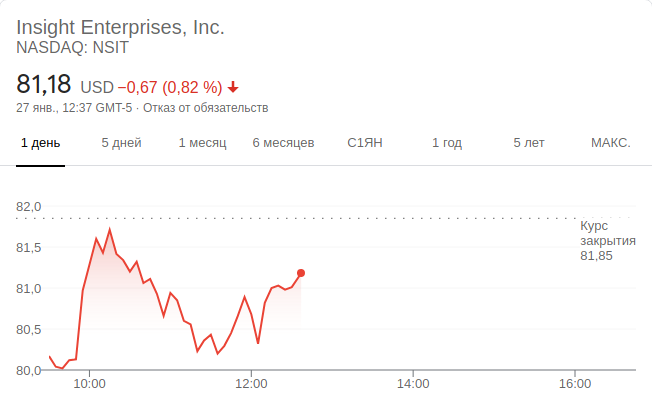 Insight Enterprises, Inc.
NASDAQ: NSIT
81,18 USD −0,67 (0,82 %)
27 янв., 12:37 GMT-5 · Отказ от обязательств
1 день 5 дней 1 месяц 6 месяцев С1ЯН 1 год 5 лет МАКС.
82,0
Курс
закрытия
81,85
81,5
81,0
80,5
80,0
10:00 12:00 14:00 16:00